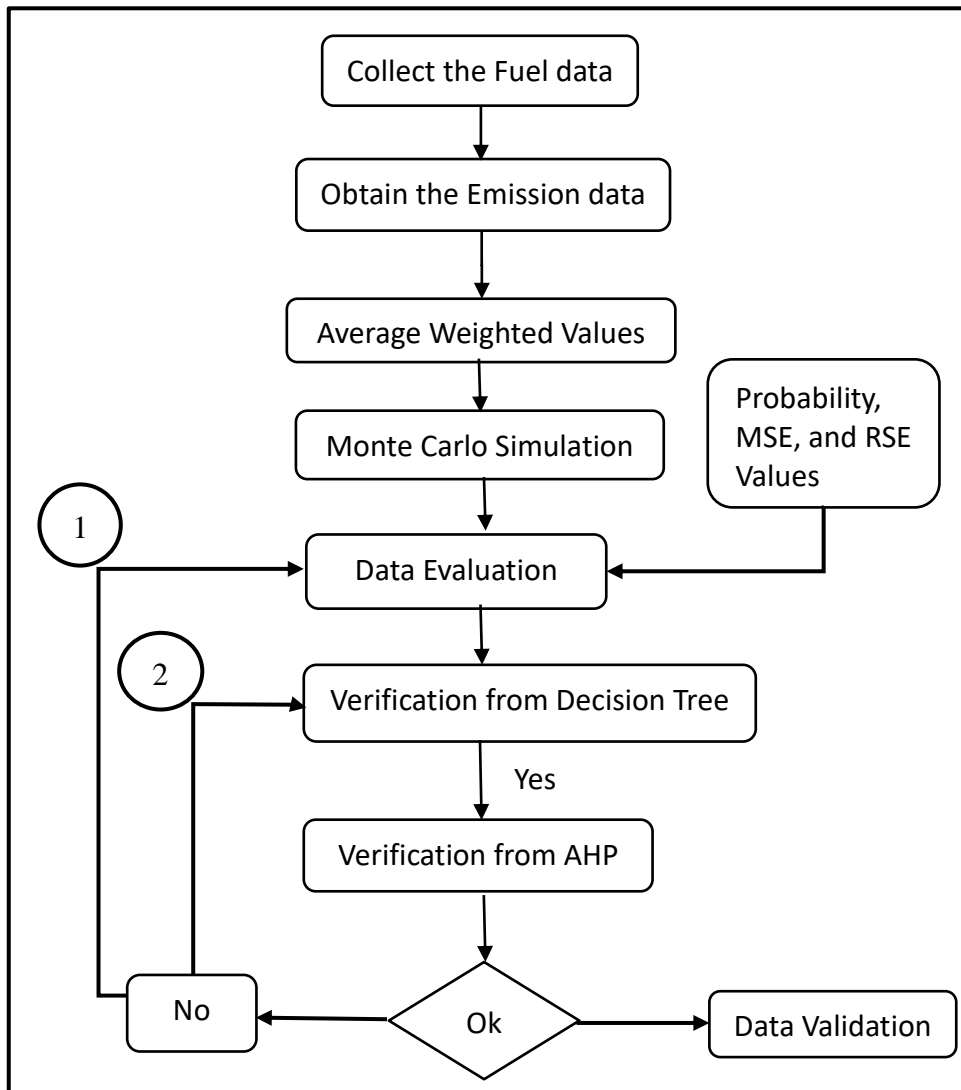 Collect the Fuel data
Obtain the Emission data
Average Weighted Values
Monte Carlo Simulation
Probability,
MSE, and RSE
Values
1
Data Evaluation
2
Verification from Decision Tree
Yes
Verification from AHP
No
Ok
Data Validation